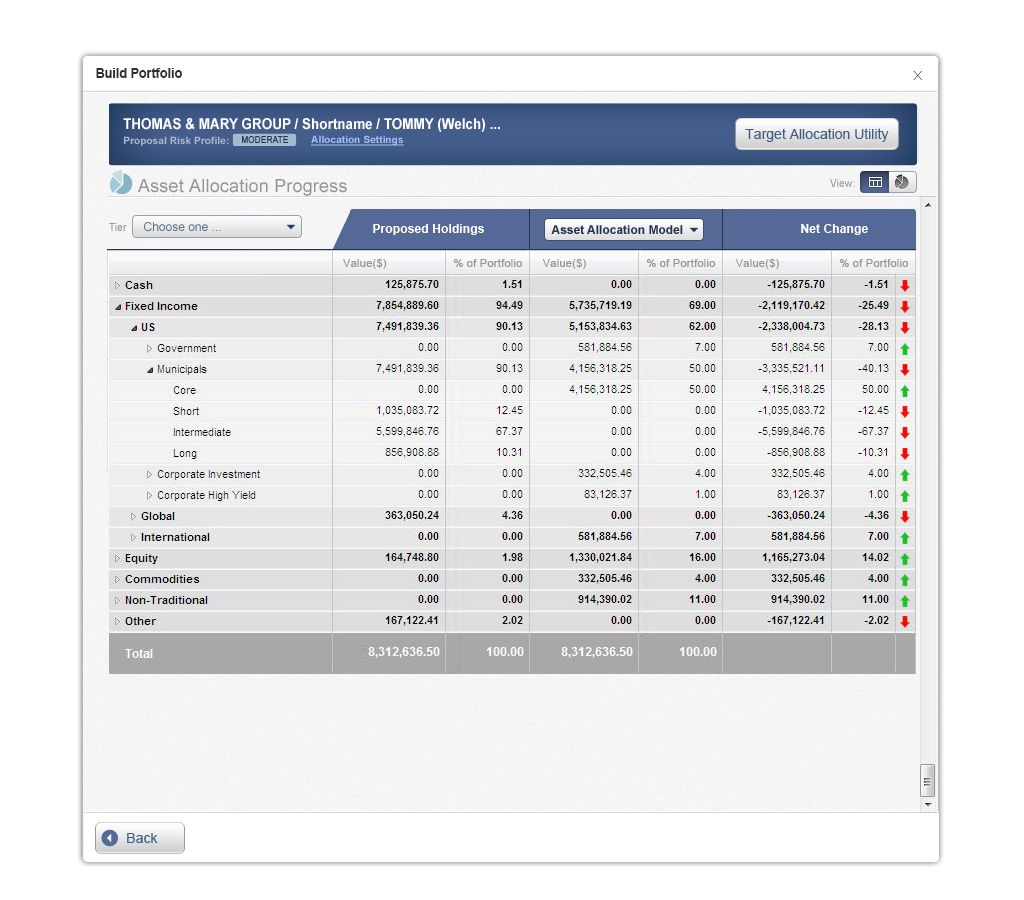 Build Portfolio
THOMAS & MARY GROUP / Shortname / TOMMY (Welch) ...
Proposal Risk Profile: MODERATE Allocation Settings
Target Allocation Utility
Asset Allocation Progress
View:
Tier Choose one ... Proposed Holdings Asset Allocation Model Net Change
Value($) % of Portfolio Value($) % of Portfolio Value($) % of Portfolio
Cash 125,875.70 1.51 0.00 0.00 -125,875.70 -1.51
Fixed Income 7,854,889.60 94.49 5,735,719.19 69.00 -2,119,170.42 -25.49
US 7,491,839.36 90.13 5,153,834.63 62.00 -2,338,004.73 -28.13
Government 0.00 0.00 581,884.56 7.00 581,884.56 7.00
Municipals 7,491,839.36 90.13 4,156,318.25 50.00 -3,335,521.11 -40.13
Core 0.00 0.00 4,156,318.25 50.00 4,156,318.25 50.00
Short 1,035,083.72 12.45 0.00 0.00 -1,035,083.72 -12.45
Intermediate 5,599,846.76 67.37 0.00 0.00 -5,599,846.76 -67.37
Long 856,908.88 10.31 0.00 0.00 -856,908.88 -10.31
Corporate Investment 0.00 0.00 332,505.46 4.00 332,505.46 4.00
Corporate High Yield 0.00 0.00 83,126.37 1.00 83,126.37 1.00
Global 363,050.24 4.36 0.00 0.00 -363,050.24 -4.36
International 0.00 0.00 581,884.56 7.00 581,884.56 7.00
Equity 164,748.80 1.98 1,330,021.84 16.00 1,165,273.04 14.02
Commodities 0.00 0.00 332,505.46 4.00 332,505.46 4.00
Non-Traditional 0.00 0.00 914,390.02 11.00 914,390.02 11.00
Other 167,122.41 2.02 0.00 0.00 -167,122.41 -2.02
Total 8,312,636.50 100.00 8,312,636.50 100.00
Back